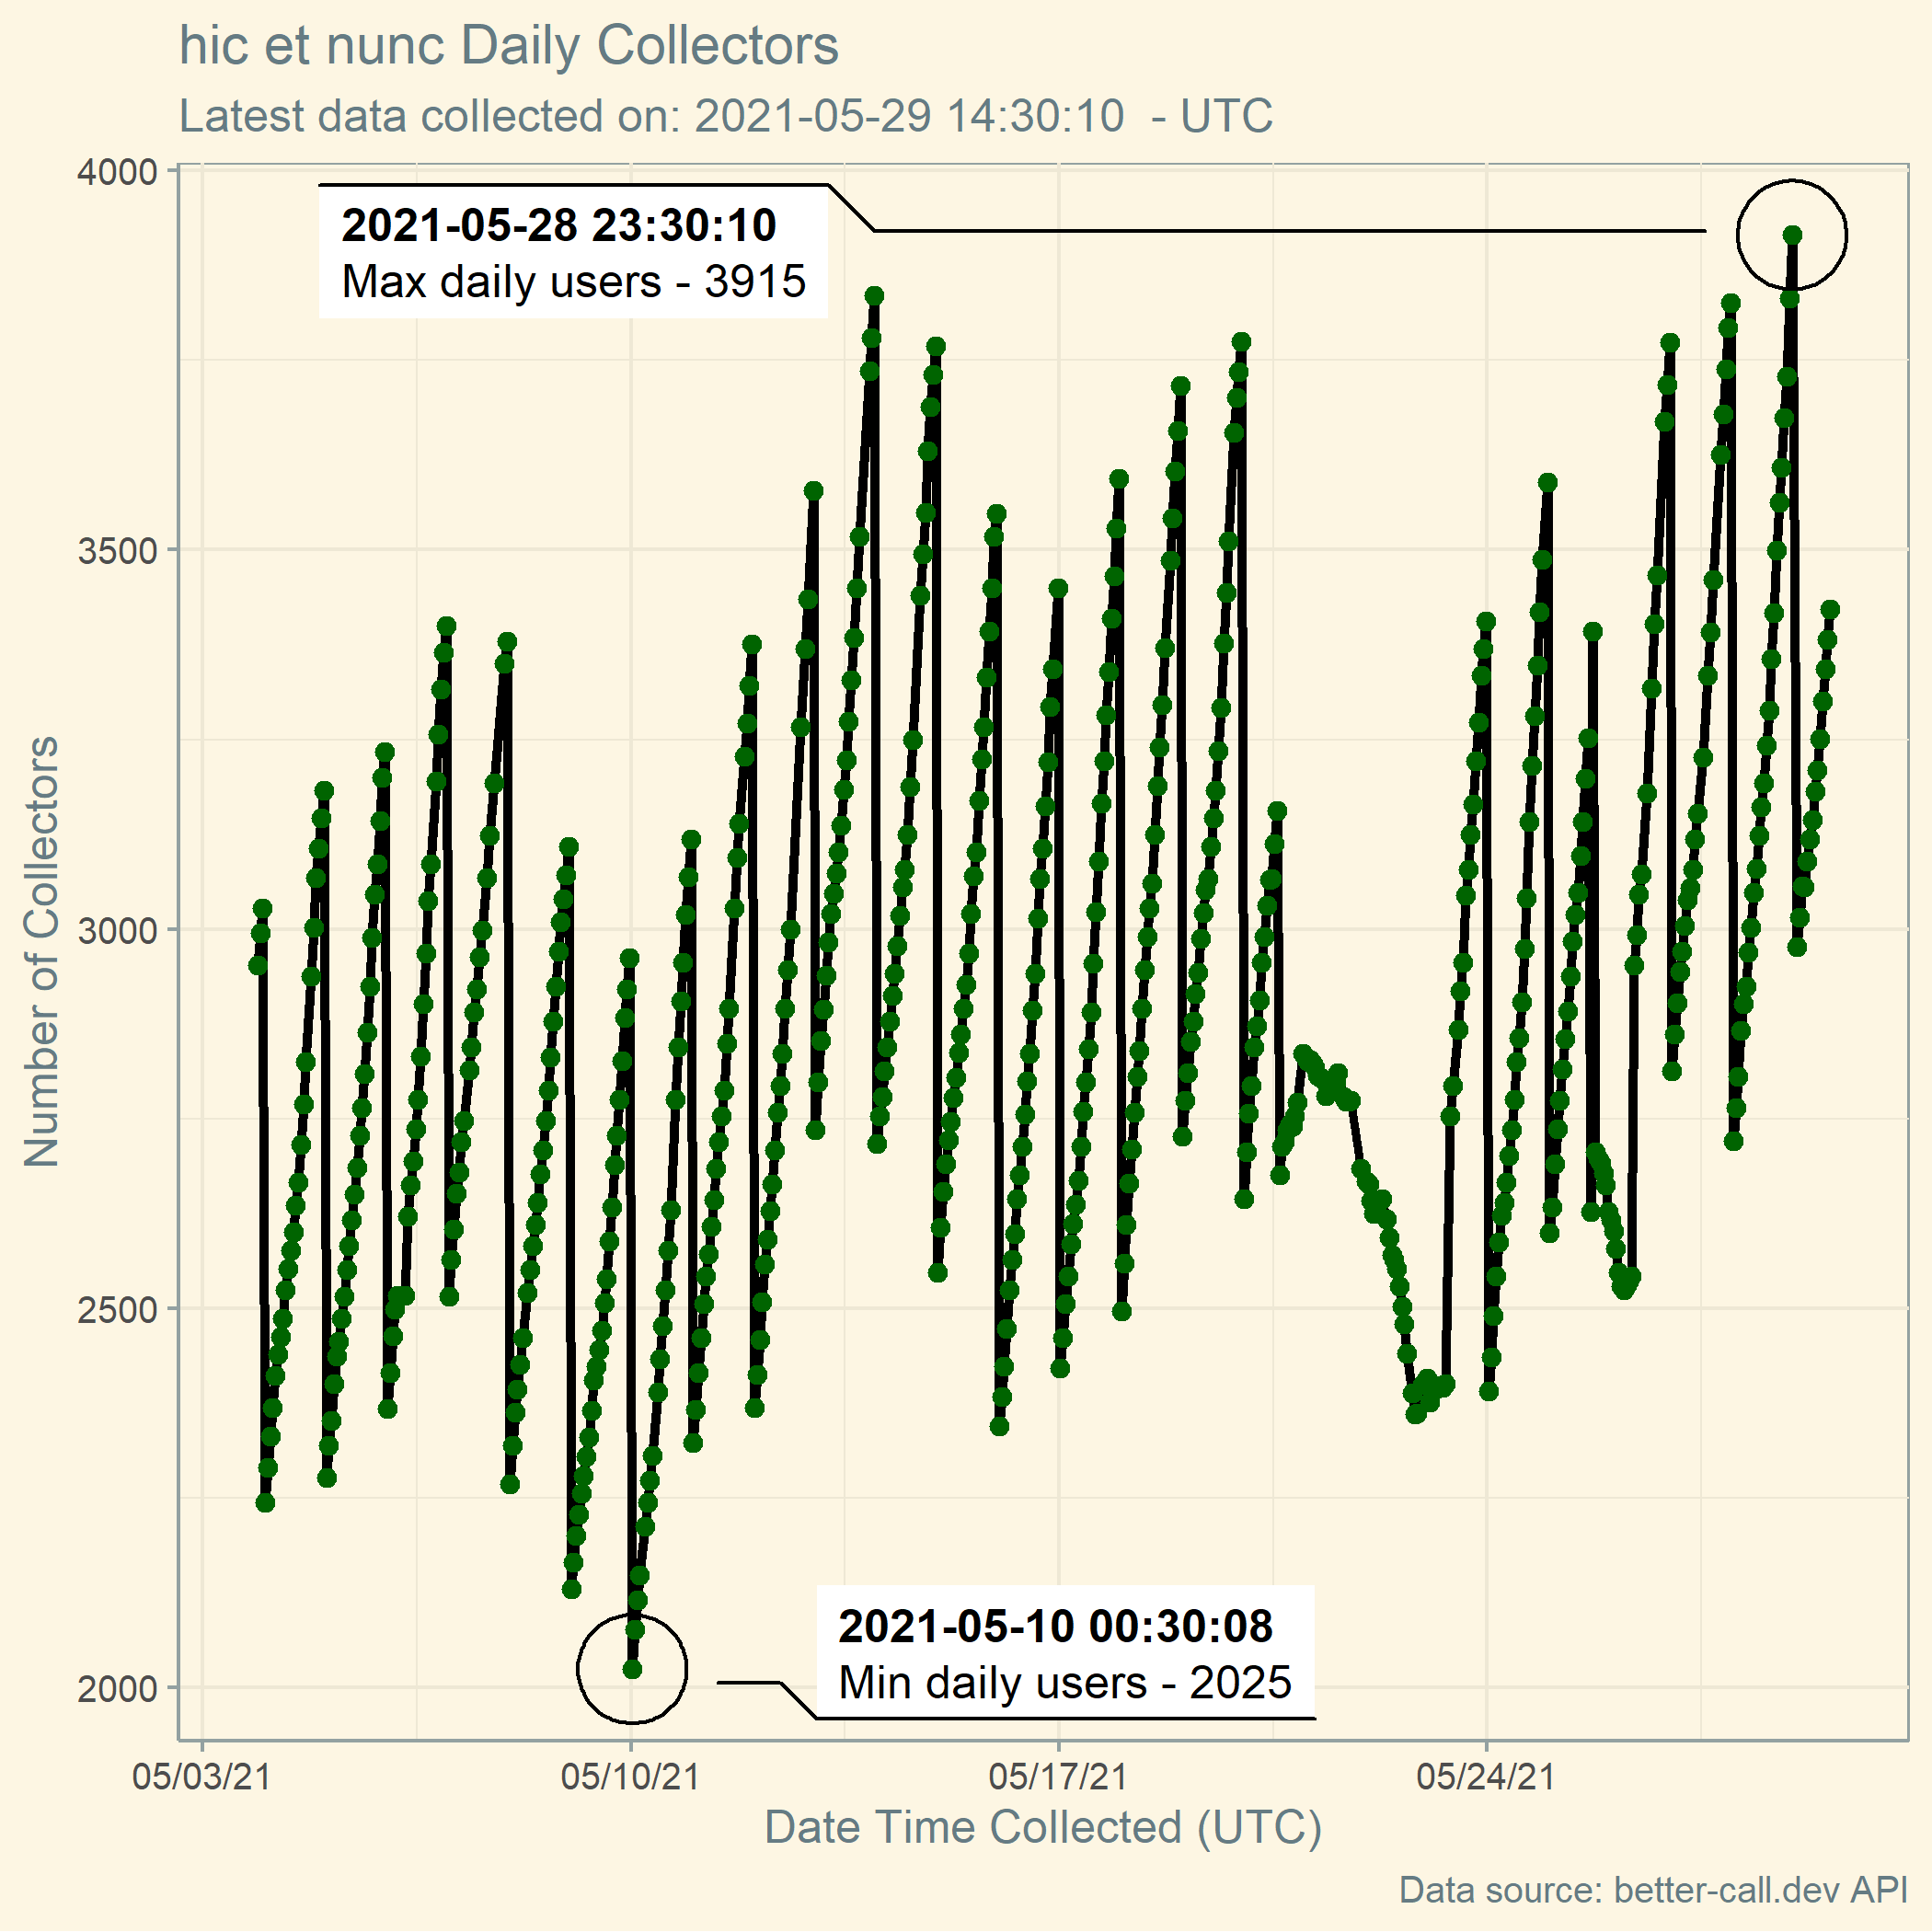 hic et nunc Daily Collectors
Latest data collected on: 2021-05-29 14:30:10  - UTC
4000
2021-05-28 23:30:10
Max daily users - 3915
3500
Number of Collectors
3000
2500
2021-05-10 00:30:08
Min daily users - 2025
2000
05/03/21
05/10/21
05/17/21
05/24/21
Date Time Collected (UTC)
Data source: better-call.dev API